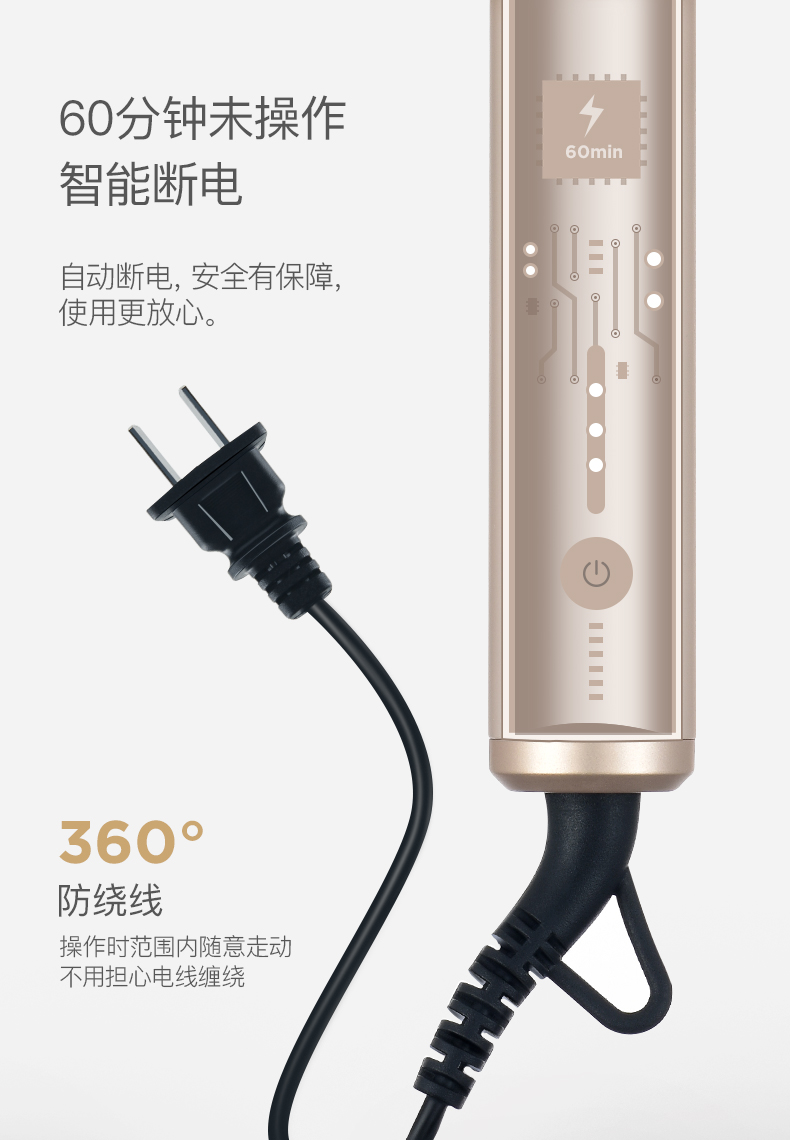 60分钟未操作
智能断电
自动断电, 安全有保障,
使用更放心。
60min
360°
防绕线
操作时范围内随意走动
不用担心电线缠绕